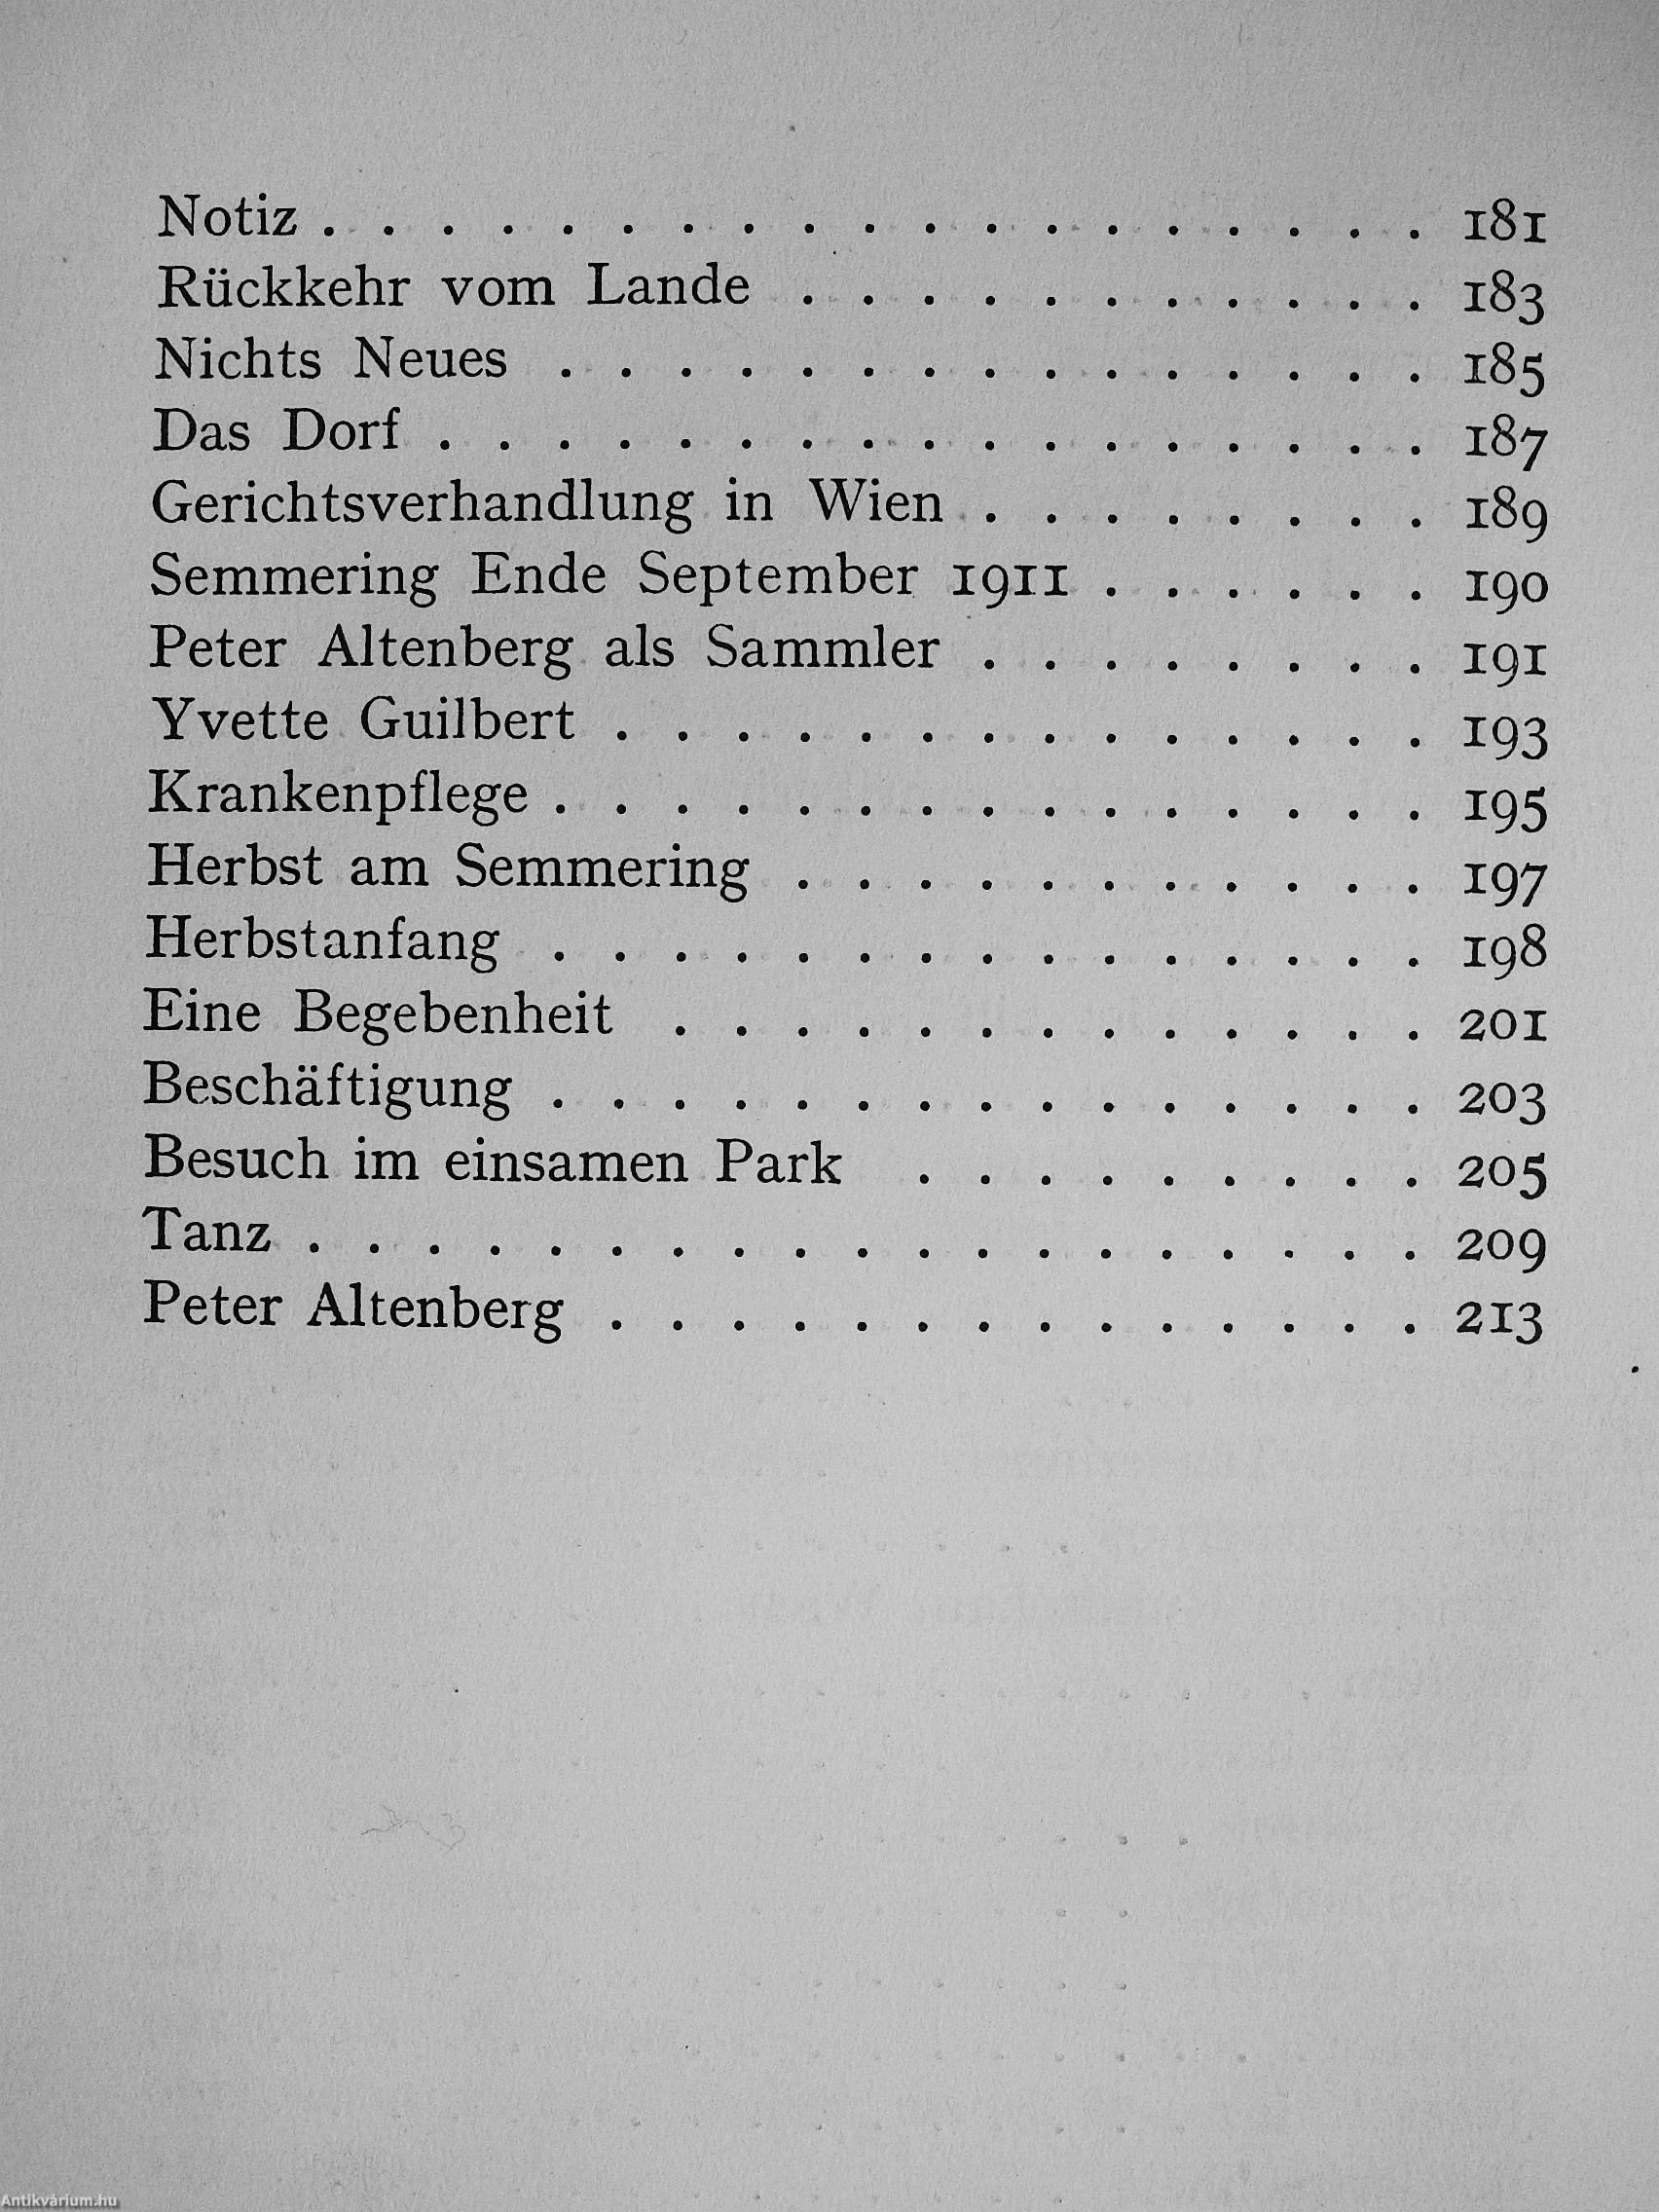 Notiz . . . . . . . . . . . . . . . . . . . 181
Rückkehr vom Lande . . . . . . . . . . . 183
Nichts Neues . . . . . . . . . . . . . . . 185
Das Dorf . . . . . . . . . . . . . . . . . 187
Gerichtsverhandlung in Wien . . . . . . . . 189
Semmering Ende September 1911 . . . . . . 190
Peter Altenberg als Sammler . . . . . . . . 191
Yvette Guilbert . . . . . . . . . . . . . . 193
Krankenpflege . . . . . . . . . . . . . . . 195
Herbst am Semmering . . . . . . . . . . . 197
Herbstanfang . . . . . . . . . . . . . . . 198
Eine Begebenheit . . . . . . . . . . . . . 201
Beschäftigung . . . . . . . . . . . . . . . 203
Besuch im einsamen Park . . . . . . . . . 205
Tanz . . . . . . . . . . . . . . . . . . . 209
Peter Altenberg . . . . . . . . . . . . . . 213
Antikvárium.hu